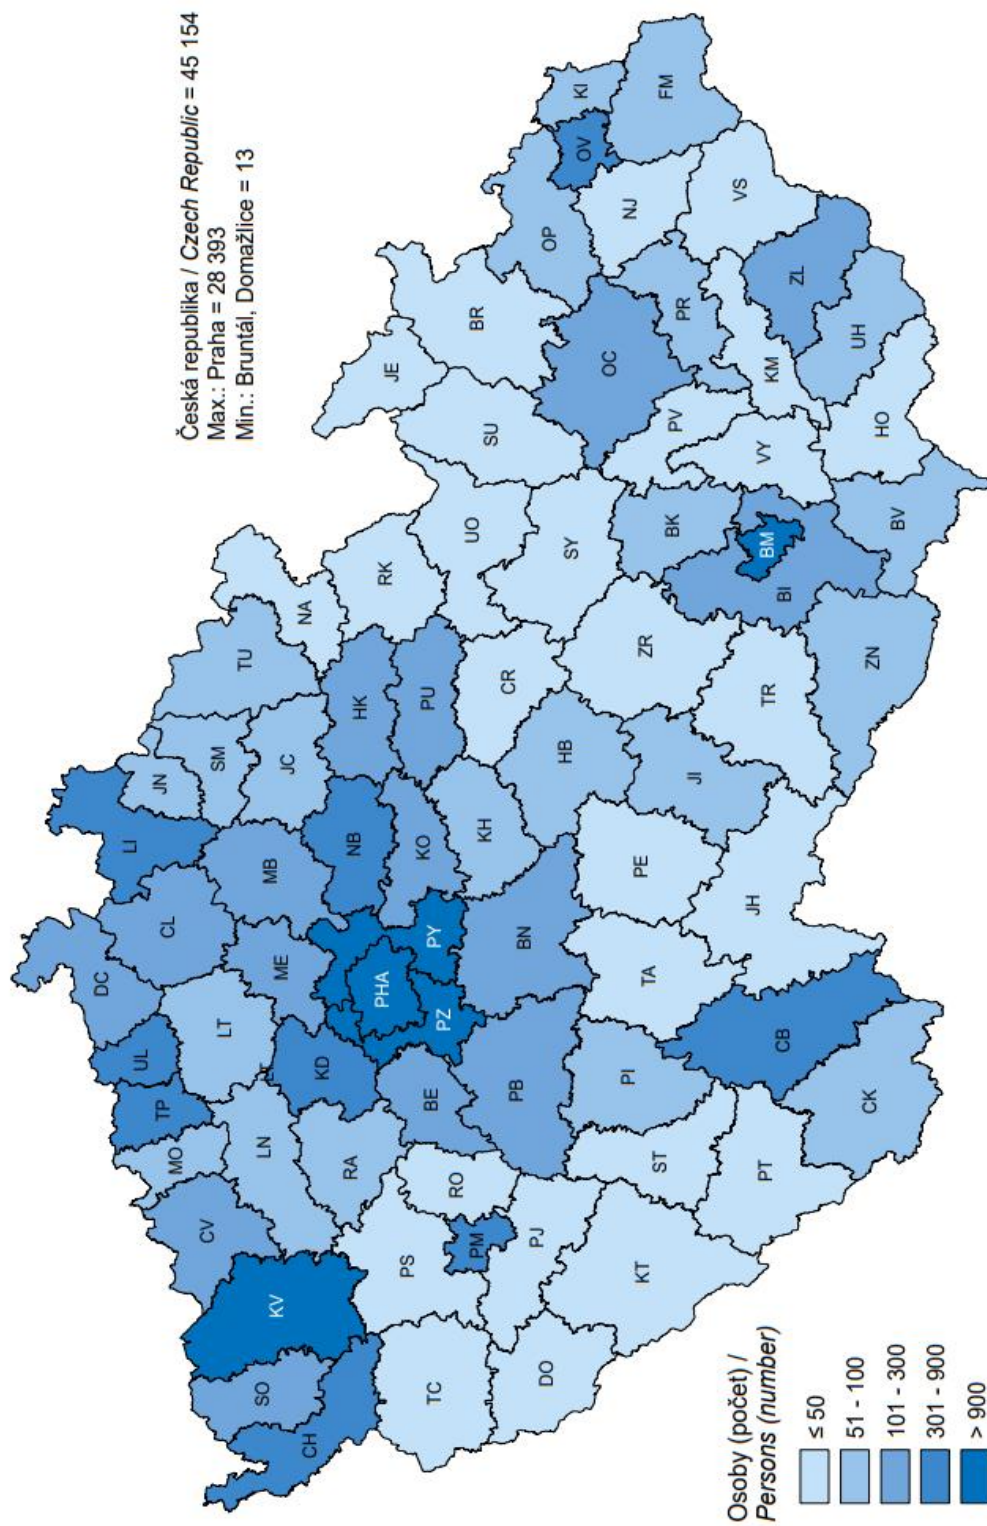 Česká republika / Czech Republic = 45 154
Max.: Praha = 28 393
Min.: Bruntál, Domažlice = 13
DC
LI
UL
CL
JN
TP
LT
SM
TU
MO
MB
JC
NA
CV
LN
KD
ME
NB
HK
RK
JE
KV
RA
PHA
KO
PU
UO
SU
BR
SO
CH
PS
BE
PZ
PY
KH
CR
SY
OC
OP
OV
KI
RO
PM
PB
BN
HB
ZR
BK
PV
PR
NJ
FM
TC
PJ
PI
TA
PE
JI
TR
BI
BM
VY
KM
VS
DO
KT
ST
CB
JH
ZN
BV
HO
UH
ZL
PT
CK
Osoby (počet) /
Persons (number)
≤ 50
51 - 100
101 - 300
301 - 900
> 900